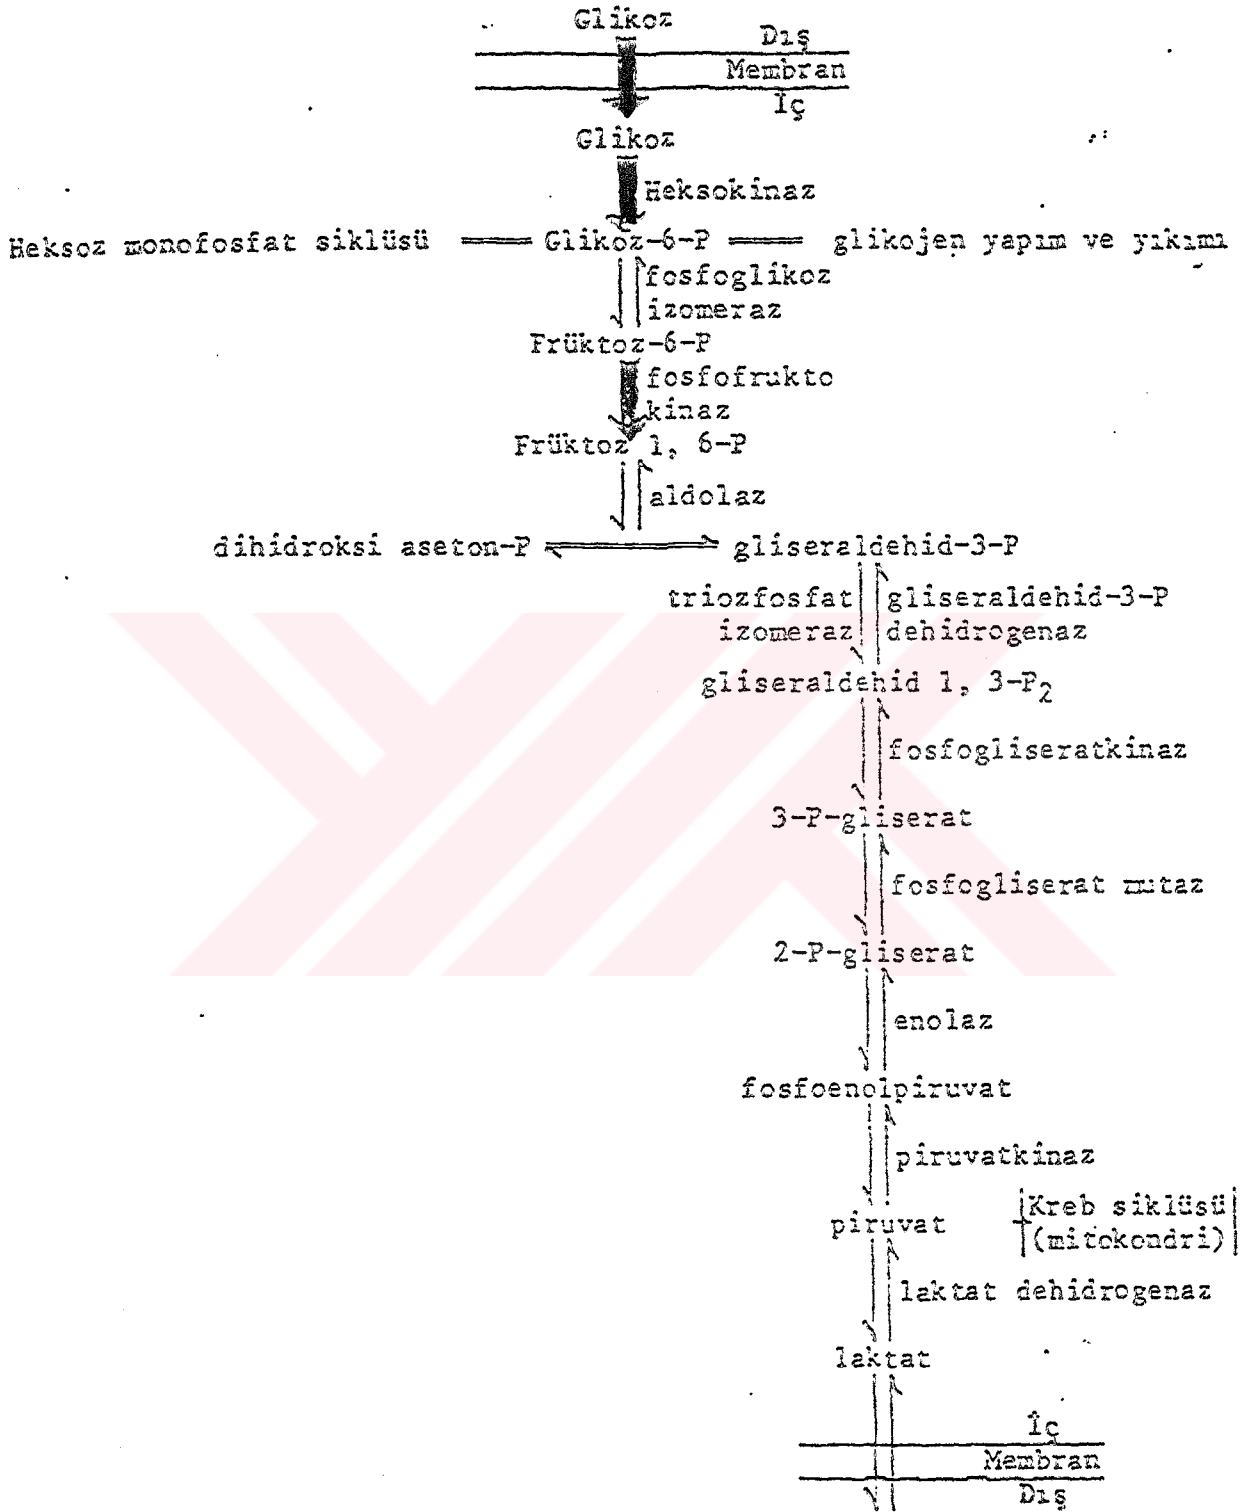 Glikoz
Dış
Membran
İç
Glikoz
Heksokinaz
Heksoz monofosfat siklüsü
Glikoz-6-P
glikojen yapım ve yıkımı
fosfoglikoz
izomeraz
Früktoz-6-P
fosfofrukto
kinaz
Früktoz 1, 6-P
aldolaz
dihidroksi aseton-P
gliseraldehid-3-P
triozfosfat
izomeraz
gliseraldehid-3-P
dehidrogenaz
gliseraldehid 1, 3-P2
fosfogliseratkinaz
3-P-gliserat
fosfogliserat mutaz
2-P-gliserat
enolaz
fosfoenolpiruvat
piruvatkinaz
piruvat
Kreb siklüsü
(mitokondri)
laktat dehidrogenaz
laktat
İç
Membran
Dış